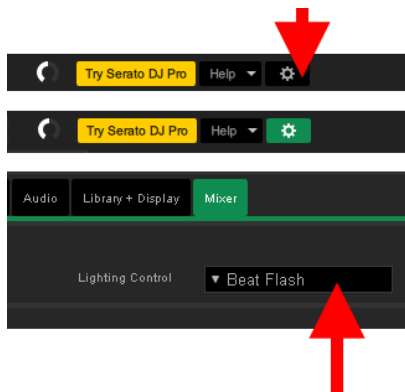 Try Serato DJ Pro Help
Try Serato DJ Pro Help
Audio Library + Display Mixer
Lighting Control Beat Flash